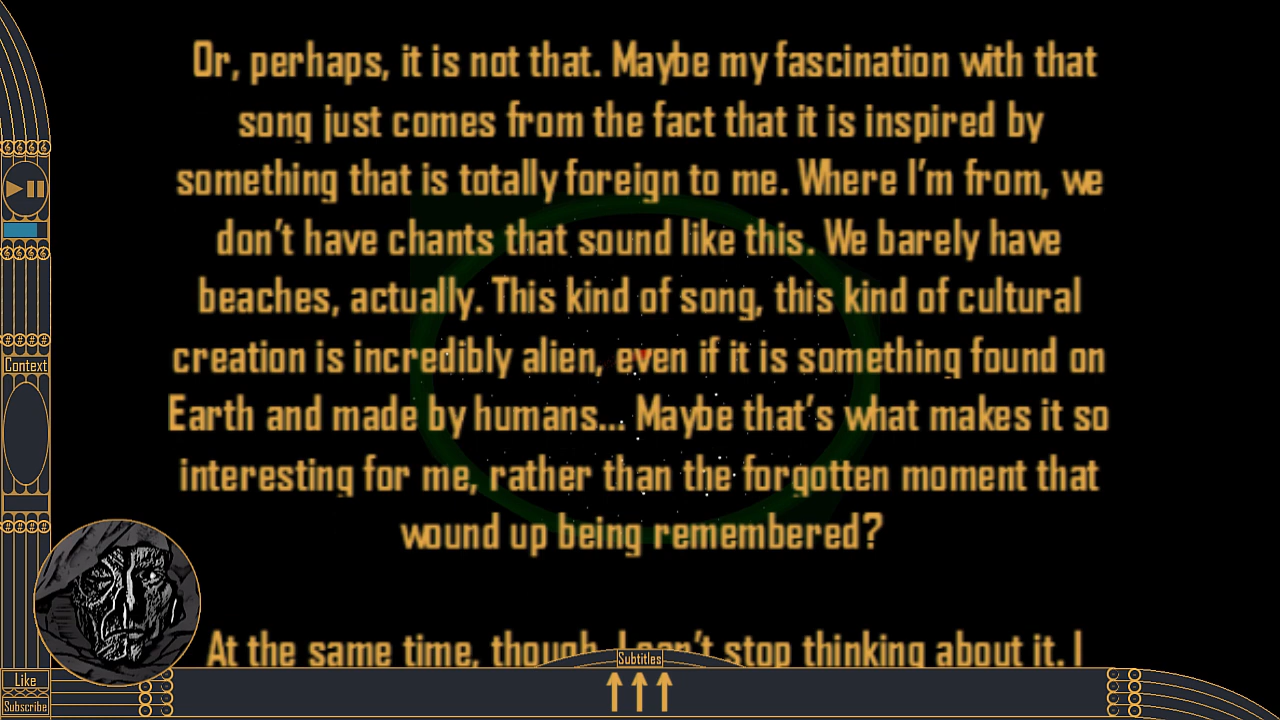 Or, perhaps, it is not that. Maybe my fascination with that
song just comes from the fact that it is inspired by
something that is totally foreign to me. Where I'm from, we
don't have chants that sound like this. We barely have
beaches, actually. This kind of song, this kind of cultural
creation is incredibly alien, even if it is something found on
Earth and made by humans... Maybe that's what makes it so
interesting for me, rather than the forgotten moment that
wound up being remembered?
At the same time, though, I can't stop thinking about it. I
Context
Subtitles
Like
Subscribe